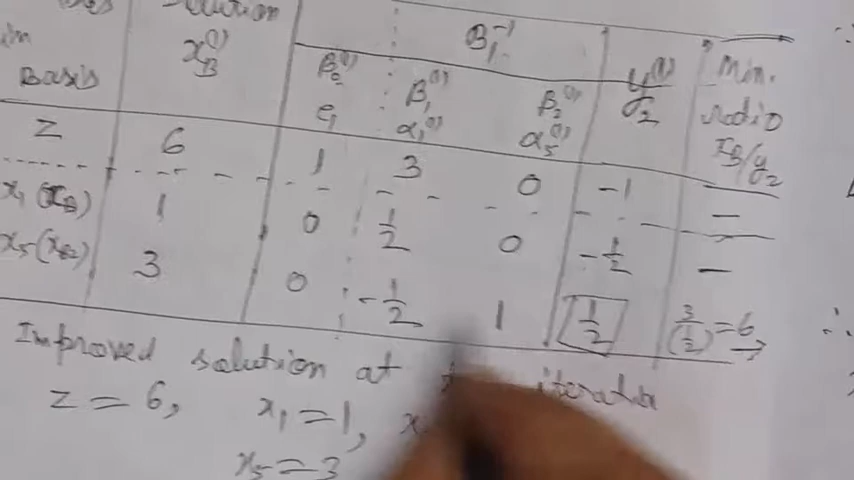 solution
in
Basis
x_B^(1)
B_1^-1
β_0^(1) β_1^(1) β_2^(1)
e_1 α_1^(1) α_5^(1)
y_2^(1)
Min.
ratio
x_B/y_2
z 6 1 3 0 -1 —
x_1 (x_B1) 1 0 1/2 0 -1/2 —
x_5 (x_B2) 3 0 -1/2 1 1/2 3/(1/2) = 6 →
Improved solution at
z = 6, x_1 = 1,
x_5 = 3